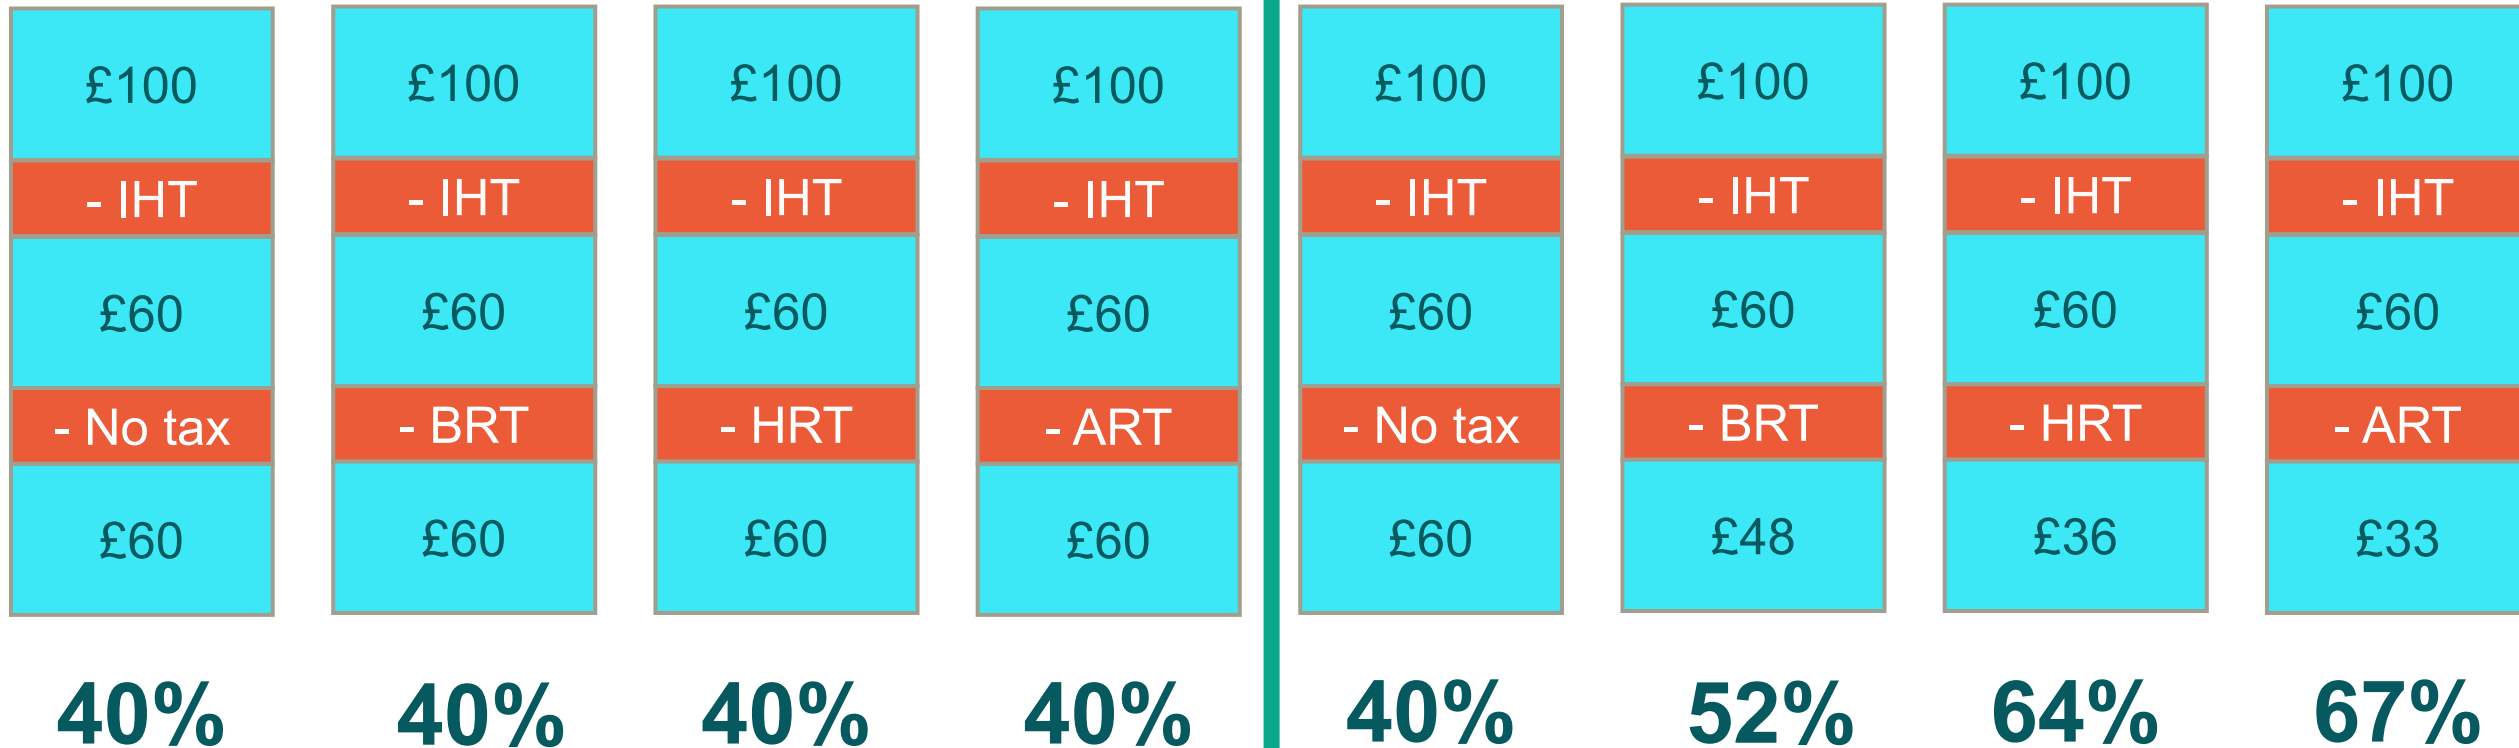 £100 £100 £100 £100 £100 £100 £100 £100
- IHT - IHT - IHT - IHT - IHT - IHT - IHT - IHT
£60 £60 £60 £60 £60 £60 £60 £60
- No tax - BRT - HRT - ART - No tax - BRT - HRT - ART
£60 £60 £60 £60 £60 £48 £36 £33
40% 40% 40% 40% 40% 52% 64% 67%